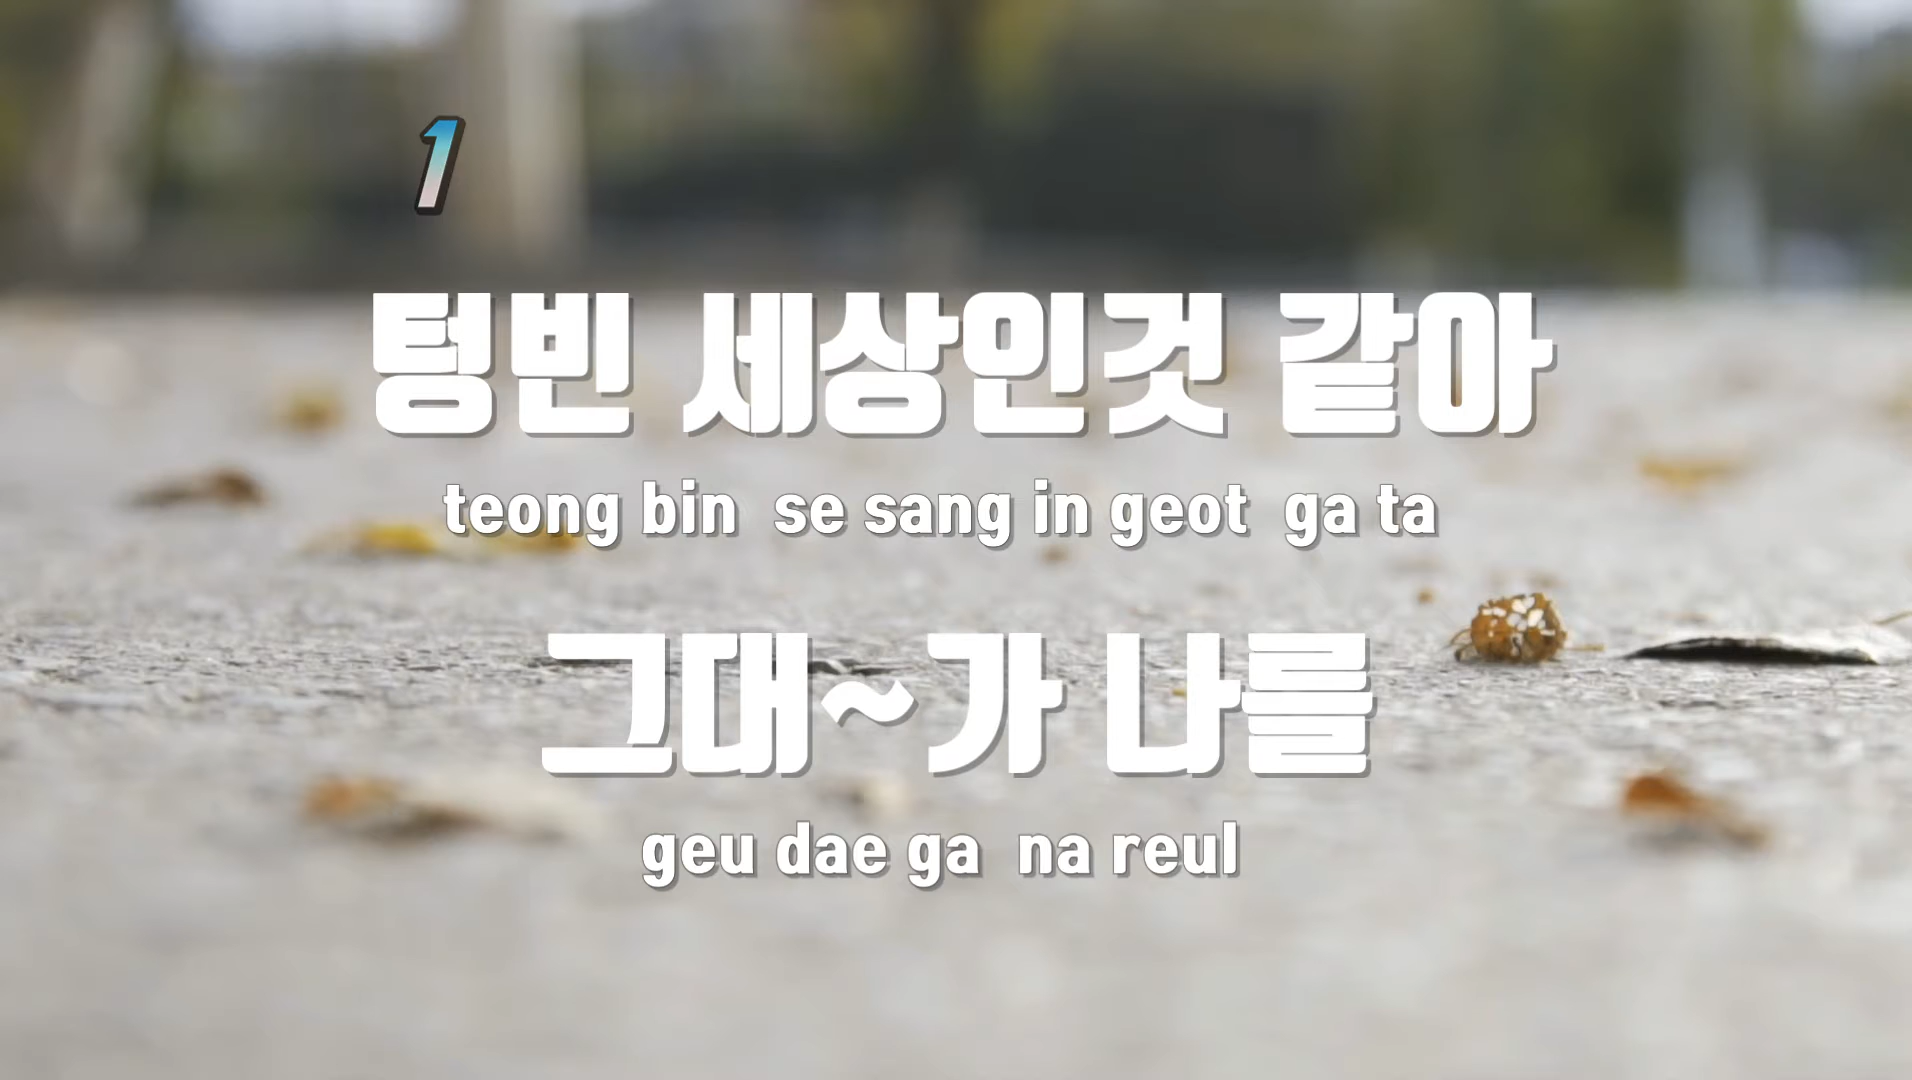 1
텅빈 세상인것 같아
teong bin se sang in geot ga ta
그대~가 나를
geu dae ga na reul